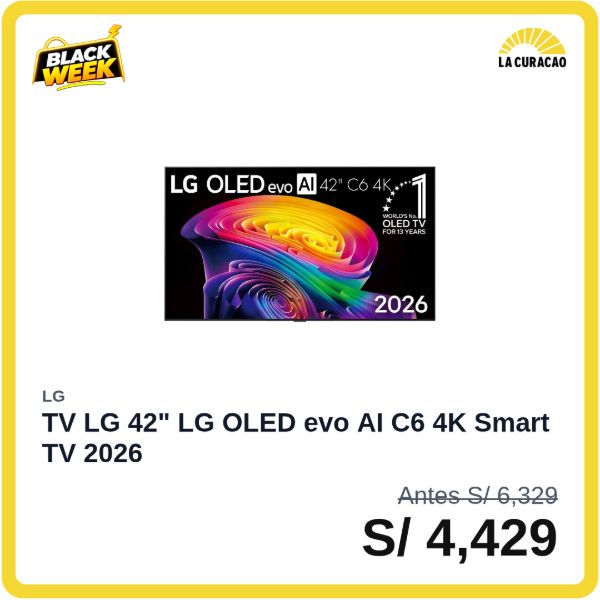 BLACK
WEEK
LA CURACAO
LG OLED evo AI 42" C6 4K
1
WORLD'S No.
OLED TV
FOR 13 YEARS
2026
LG
TV LG 42" LG OLED evo AI C6 4K Smart
TV 2026
Antes S/ 6,329
S/ 4,429